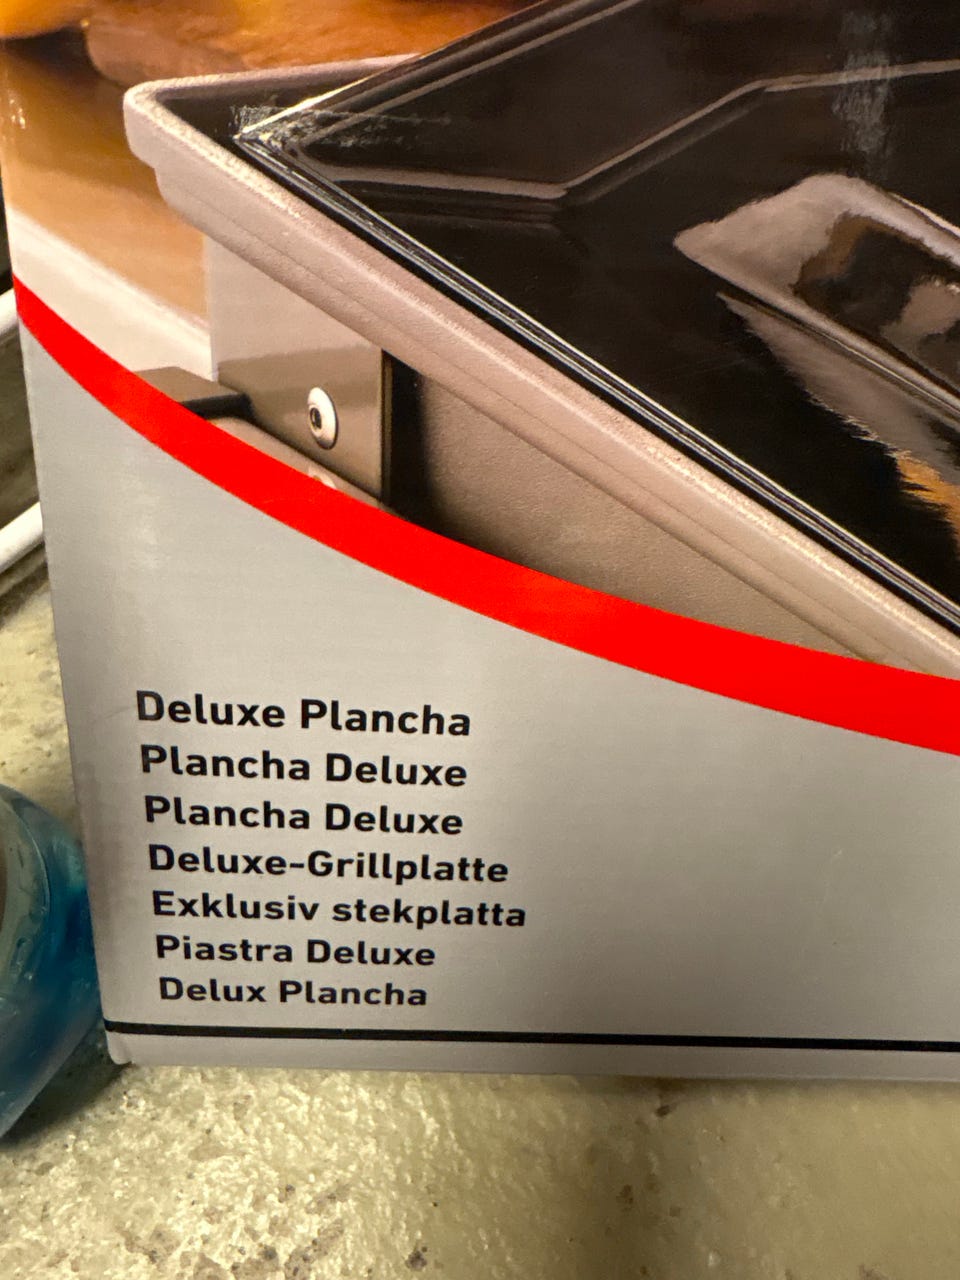 Deluxe Plancha
Plancha Deluxe
Plancha Deluxe
Deluxe-Grillplatte
Exklusiv stekplatta
Piastra Deluxe
Delux Plancha